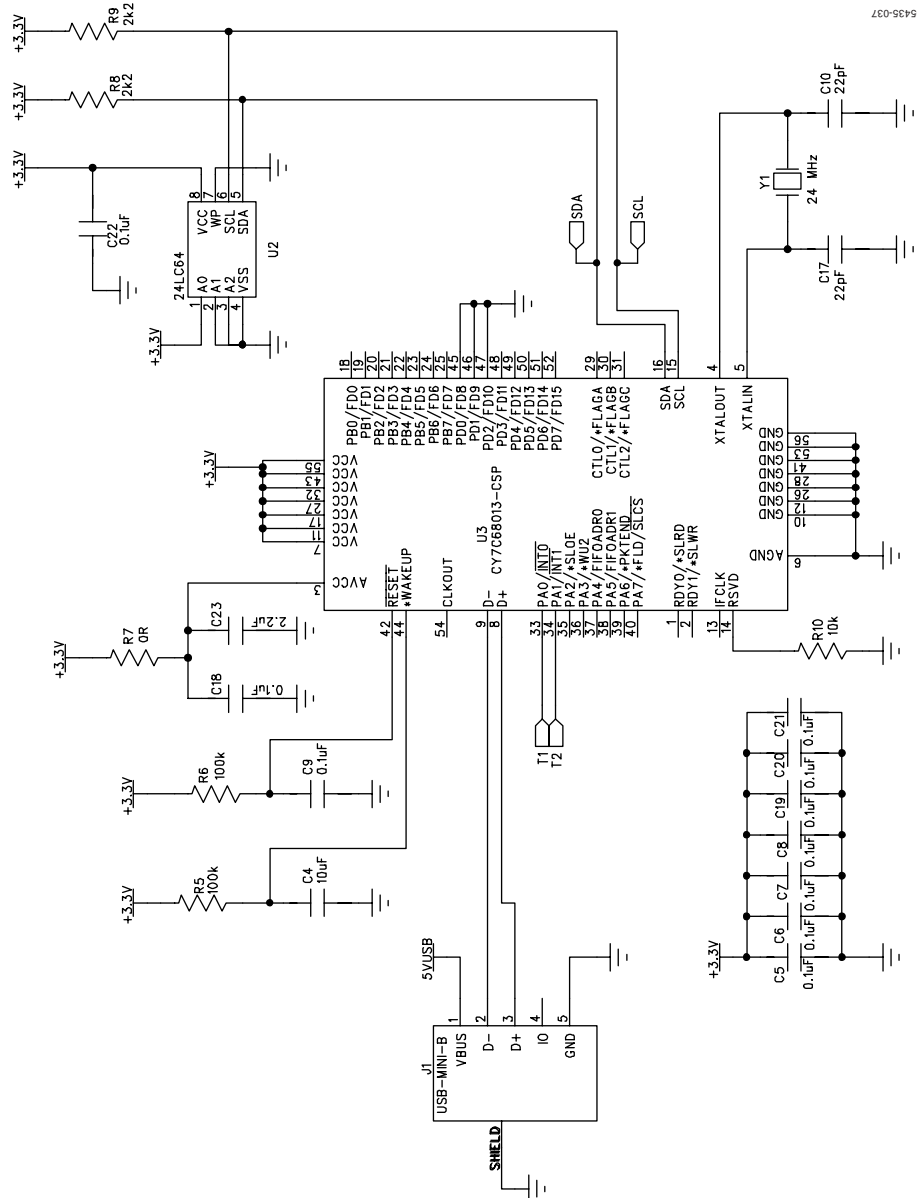 5435-037
+3.3V
R9
2k2
+3.3V
R8
2k2
+3.3V
C22
0.1uF
24LC64
U2
1 A0
2 A1
3 A2
4 VSS
8 VCC
7 WP
6 SCL
5 SDA
+3.3V
C10
22pF
Y1
24 MHz
C17
22pF
SDA
SCL
+3.3V
U3
CY7C68013-CSP
18 PB0/FD0
19 PB1/FD1
20 PB2/FD2
21 PB3/FD3
22 PB4/FD4
23 PB5/FD5
24 PB6/FD6
25 PB7/FD7
45 PD0/FD8
46 PD1/FD9
47 PD2/FD10
48 PD3/FD11
49 PD4/FD12
50 PD5/FD13
51 PD6/FD14
52 PD7/FD15
29 CTL0/*FLAGA
30 CTL1/*FLAGB
31 CTL2/*FLAGC
16 SDA
15 SCL
4 XTALOUT
5 XTALIN
VCC 55
VCC 43
VCC 32
VCC 27
VCC 17
VCC 11
VCC 7
AVCC 3
GND 56
GND 53
GND 41
GND 28
GND 26
GND 12
GND 10
AGND 6
42 RESET
44 *WAKEUP
54 CLKOUT
9 D-
8 D+
33 PA0/INT0
34 PA1/INT1
35 PA2/*SLOE
36 PA3/*WU2
37 PA4/FIFOADR0
38 PA5/FIFOADR1
39 PA6/*PKTEND
40 PA7/*FLD/SLCS
1 RDY0/*SLRD
2 RDY1/*SLWR
13 IFCLK
14 RSVD
+3.3V
R7
0R
C23
2.2uF
C18
0.1uF
+3.3V
R6
100k
C9
0.1uF
+3.3V
R5
100k
C4
10uF
T1
T2
R10
10k
+3.3V
C5
0.1uF
C6
0.1uF
C7
0.1uF
C8
0.1uF
C19
0.1uF
C20
0.1uF
C21
0.1uF
5VUSB
J1
USB-MINI-B
1 VBUS
2 D-
3 D+
4 IO
5 GND
SHIELD